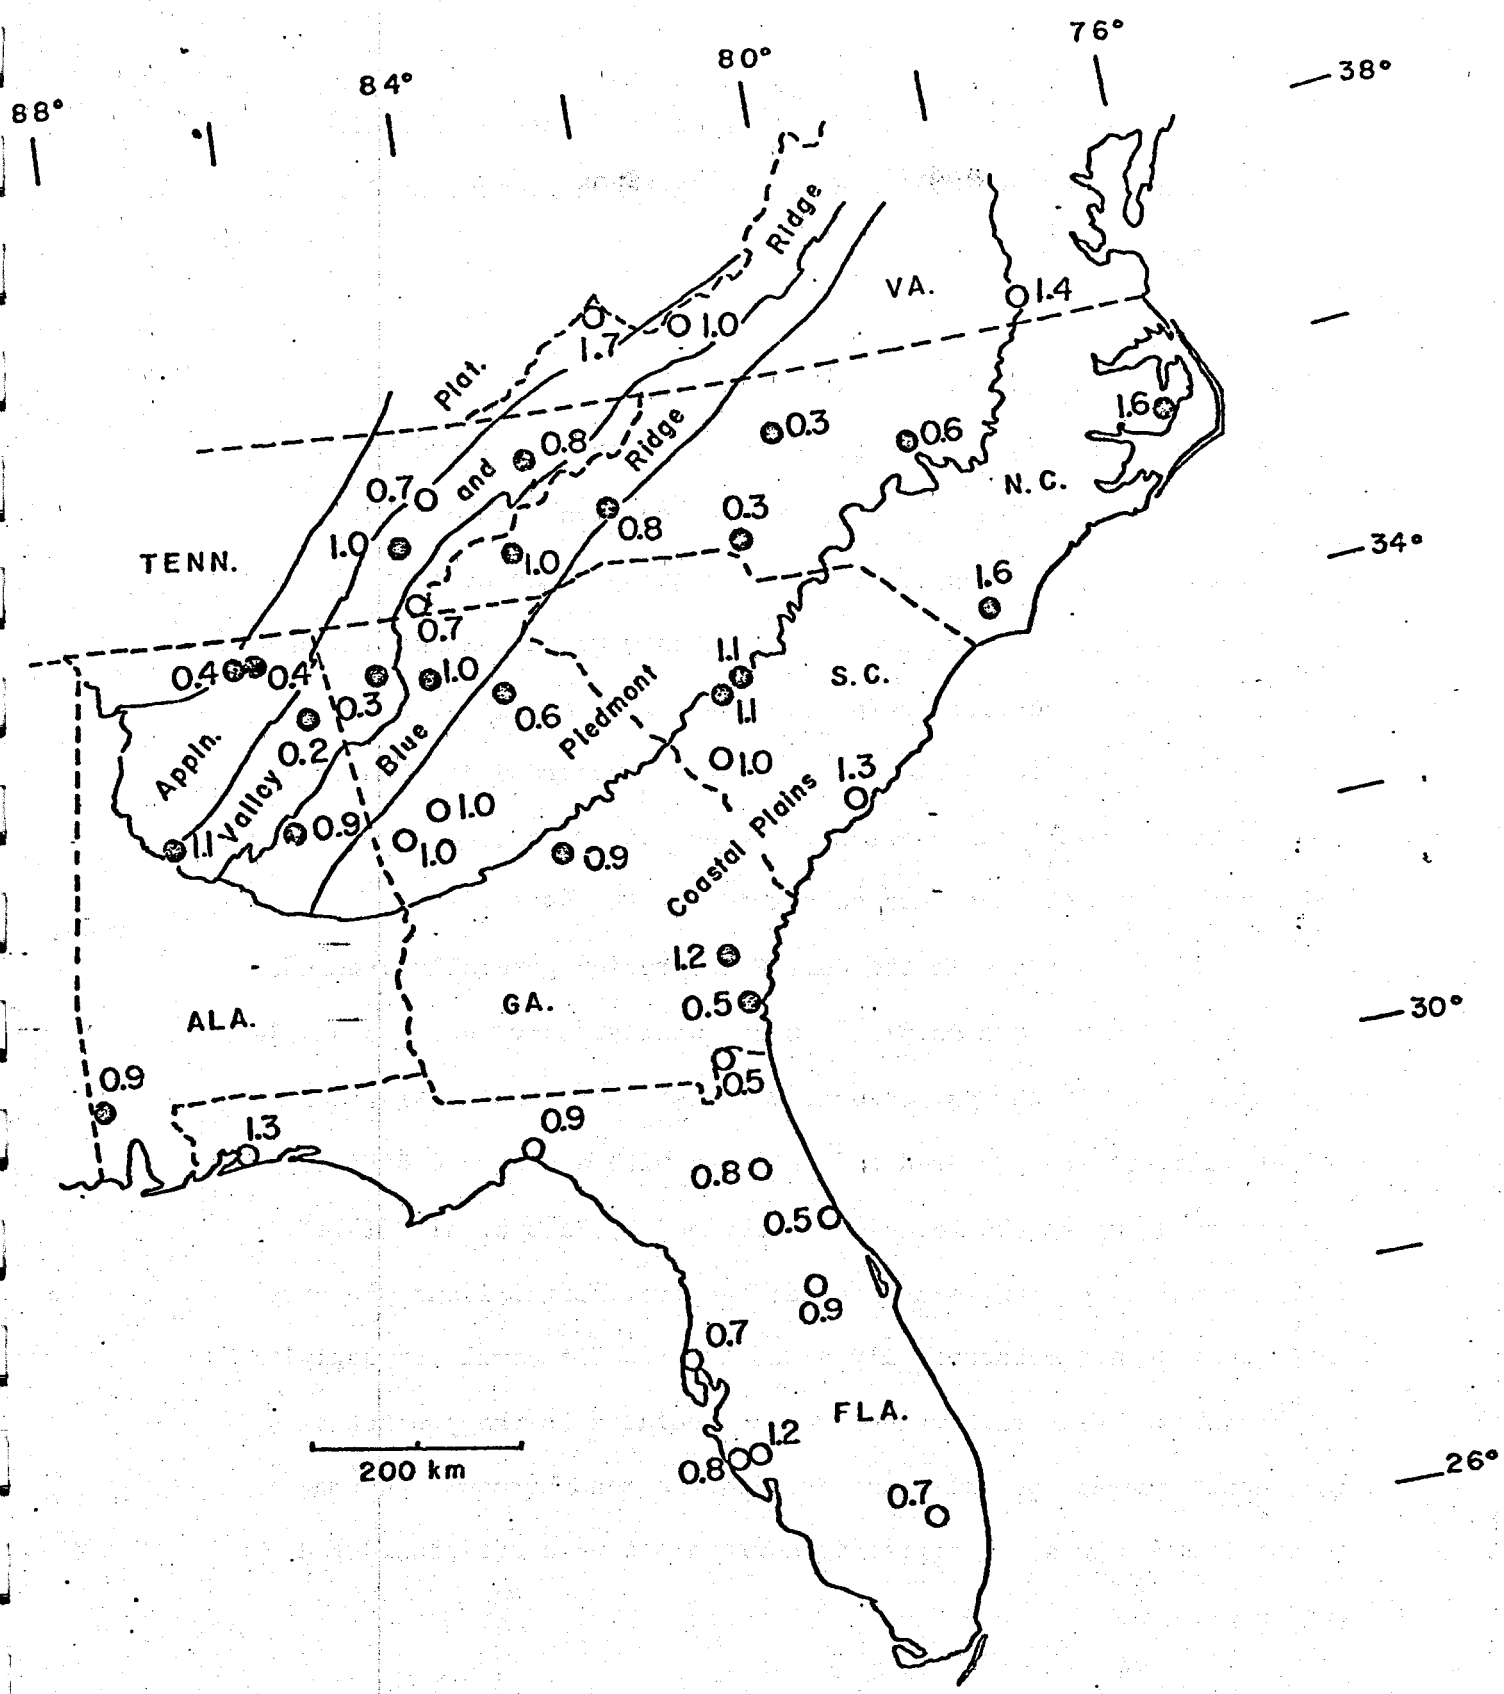 76°
80°
38°
84°
88°
Ridge
VA.
1.4
1.0
1.7
Plat.
1.6
0.3
0.8
0.6
Ridge
and
N.C.
0.7
0.3
0.8
34°
1.0
1.0
TENN.
1.6
0.7
1.1
0.4
0.4
1.0
S.C.
0.3
0.6
1.1
Piedmont
0.2
Blue
Appln.
1.0
1.3
Valley
1.0
0.9
1.1
1.0
0.9
Coastal Plains
1.2
0.5
GA.
30°
ALA.
0.9
0.5
0.9
1.3
0.8
0.5
0.9
0.7
FLA.
1.2
26°
200 km
0.8
0.7